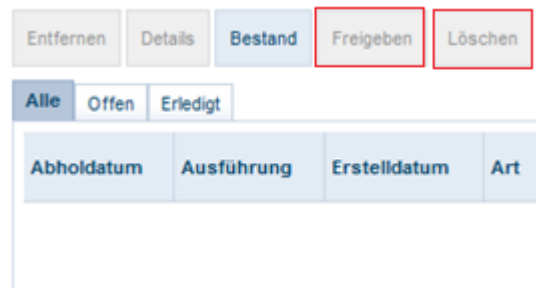 Entfernen Details Bestand Freigeben Löschen
Alle Offen Erledigt
Abholdatum Ausführung Erstelldatum Art